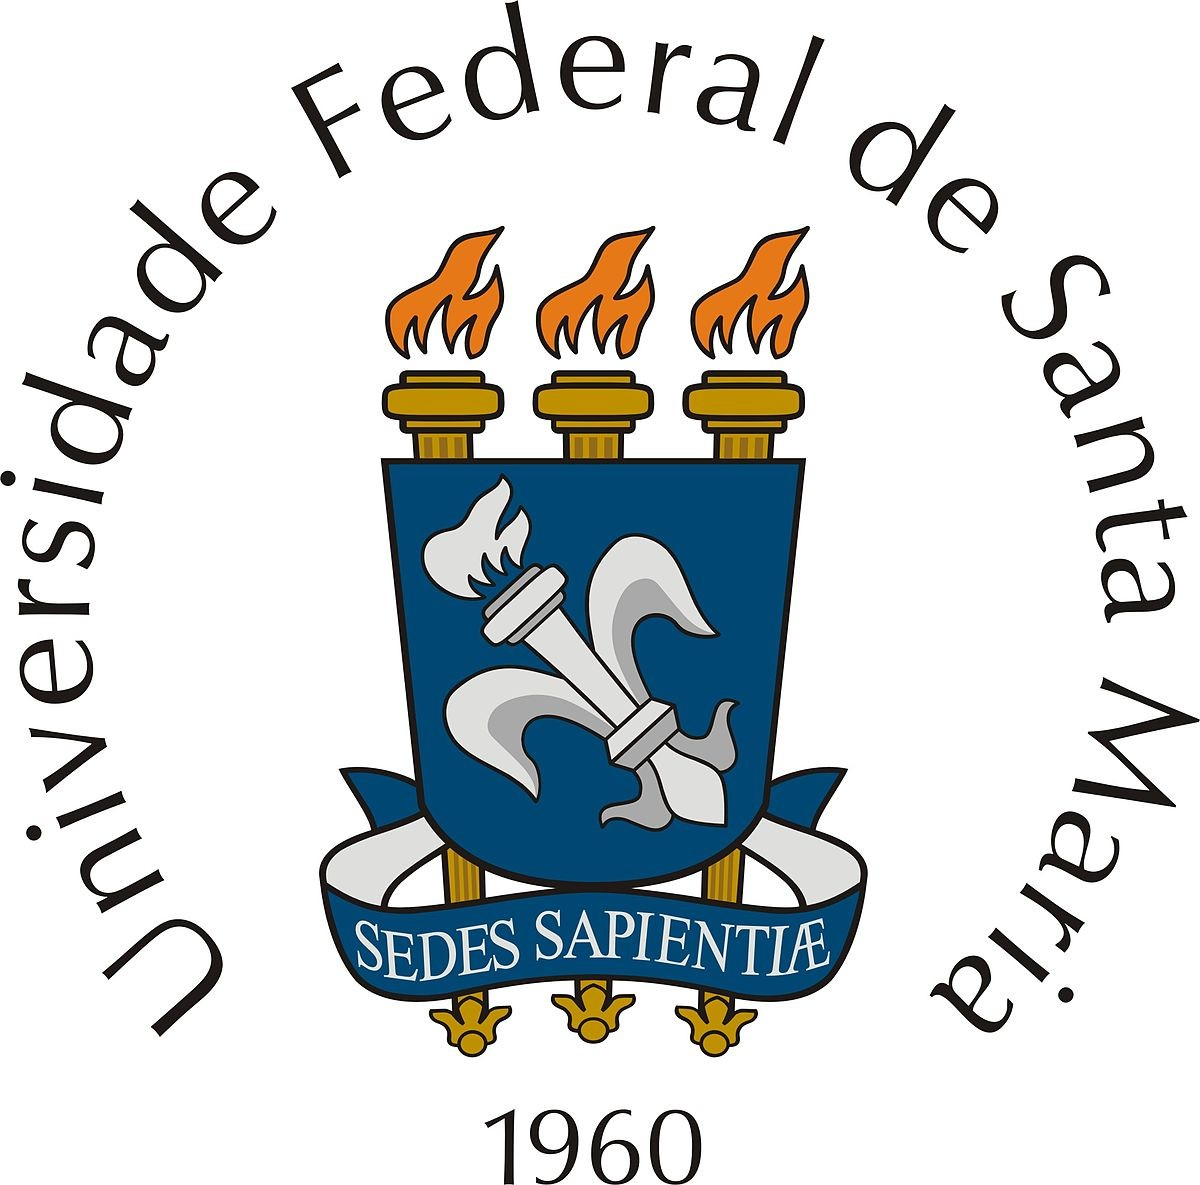 Universidade Federal de Santa Maria
SEDES SAPIENTIÆ
1960